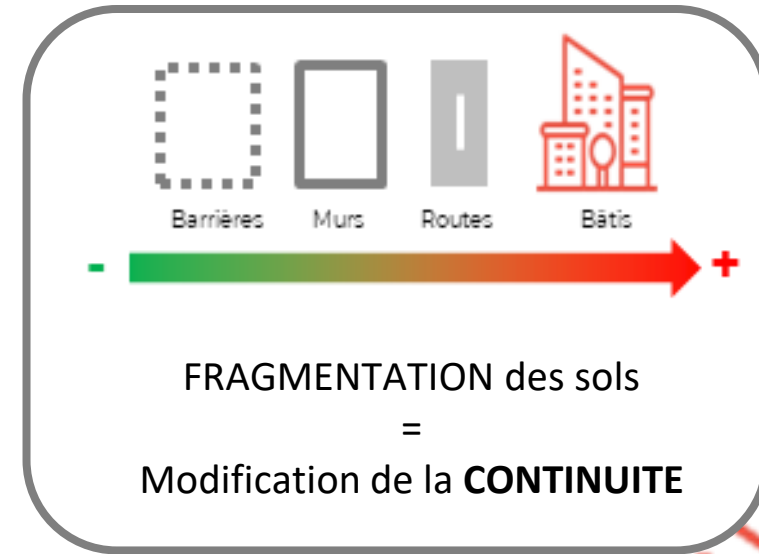 Barrières Murs Routes Bâtis
- +
FRAGMENTATION des sols
=
Modification de la CONTINUITE